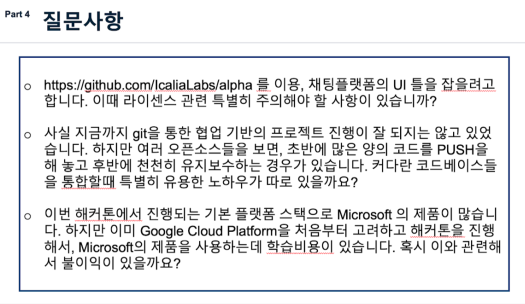 Part 4 질문사항
https://github.com/IcaliaLabs/alpha 를 이용, 채팅플랫폼의 UI 틀을 잡을려고
합니다. 이때 라이센스 관련 특별히 주의해야 할 사항이 있습니까?
사실 지금까지 git을 통한 협업 기반의 프로젝트 진행이 잘 되지는 않고 있었
습니다. 하지만 여러 오픈소스들을 보면, 초반에 많은 양의 코드를 PUSH을
해 놓고 후반에 천천히 유지보수하는 경우가 있습니다. 커다란 코드베이스들
을 통합할때 특별히 유용한 노하우가 따로 있을까요?
이번 해커톤에서 진행되는 기본 플랫폼 스택으로 Microsoft 의 제품이 많습니
다. 하지만 이미 Google Cloud Platform을 처음부터 고려하고 해커톤을 진행
해서, Microsoft의 제품을 사용하는데 학습비용이 있습니다. 혹시 이와 관련해
서 불이익이 있을까요?